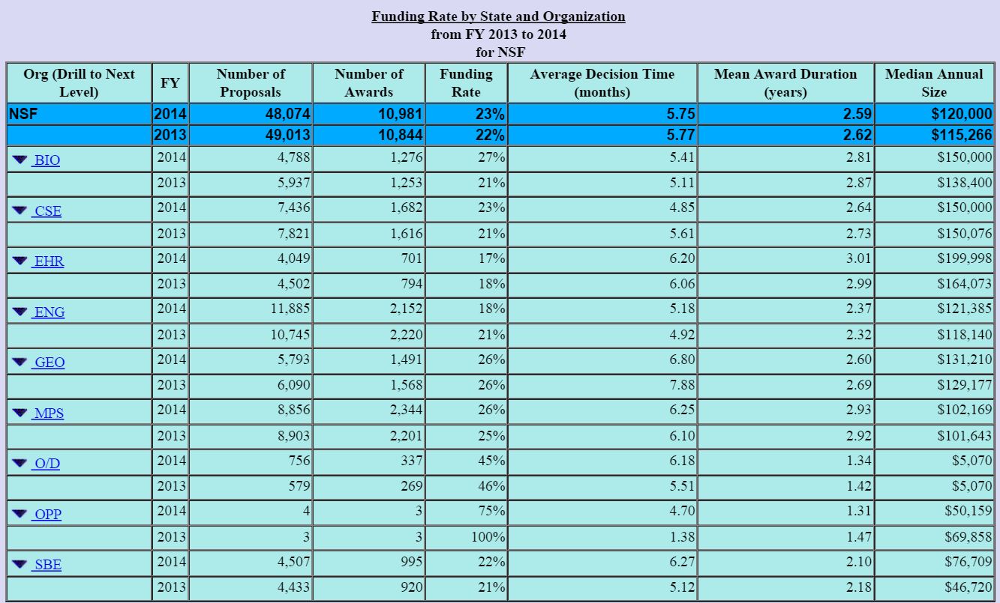 Funding Rate by State and Organization
from FY 2013 to 2014
for NSF
Org (Drill to Next Level) FY Number of Proposals Number of Awards Funding Rate Average Decision Time (months) Mean Award Duration (years) Median Annual Size
NSF 2014 48,074 10,981 23% 5.75 2.59 $120,000
2013 49,013 10,844 22% 5.77 2.62 $115,266
BIO 2014 4,788 1,276 27% 5.41 2.81 $150,000
2013 5,937 1,253 21% 5.11 2.87 $138,400
CSE 2014 7,436 1,682 23% 4.85 2.64 $150,000
2013 7,821 1,616 21% 5.61 2.73 $150,076
EHR 2014 4,049 701 17% 6.20 3.01 $199,998
2013 4,502 794 18% 6.06 2.99 $164,073
ENG 2014 11,885 2,152 18% 5.18 2.37 $121,385
2013 10,745 2,220 21% 4.92 2.32 $118,140
GEO 2014 5,793 1,491 26% 6.80 2.60 $131,210
2013 6,090 1,568 26% 7.88 2.69 $129,177
MPS 2014 8,856 2,344 26% 6.25 2.93 $102,169
2013 8,903 2,201 25% 6.10 2.92 $101,643
O/D 2014 756 337 45% 6.18 1.34 $5,070
2013 579 269 46% 5.51 1.42 $5,070
OPP 2014 4 3 75% 4.70 1.31 $50,159
2013 3 3 100% 1.38 1.47 $69,858
SBE 2014 4,507 995 22% 6.27 2.10 $76,709
2013 4,433 920 21% 5.12 2.18 $46,720